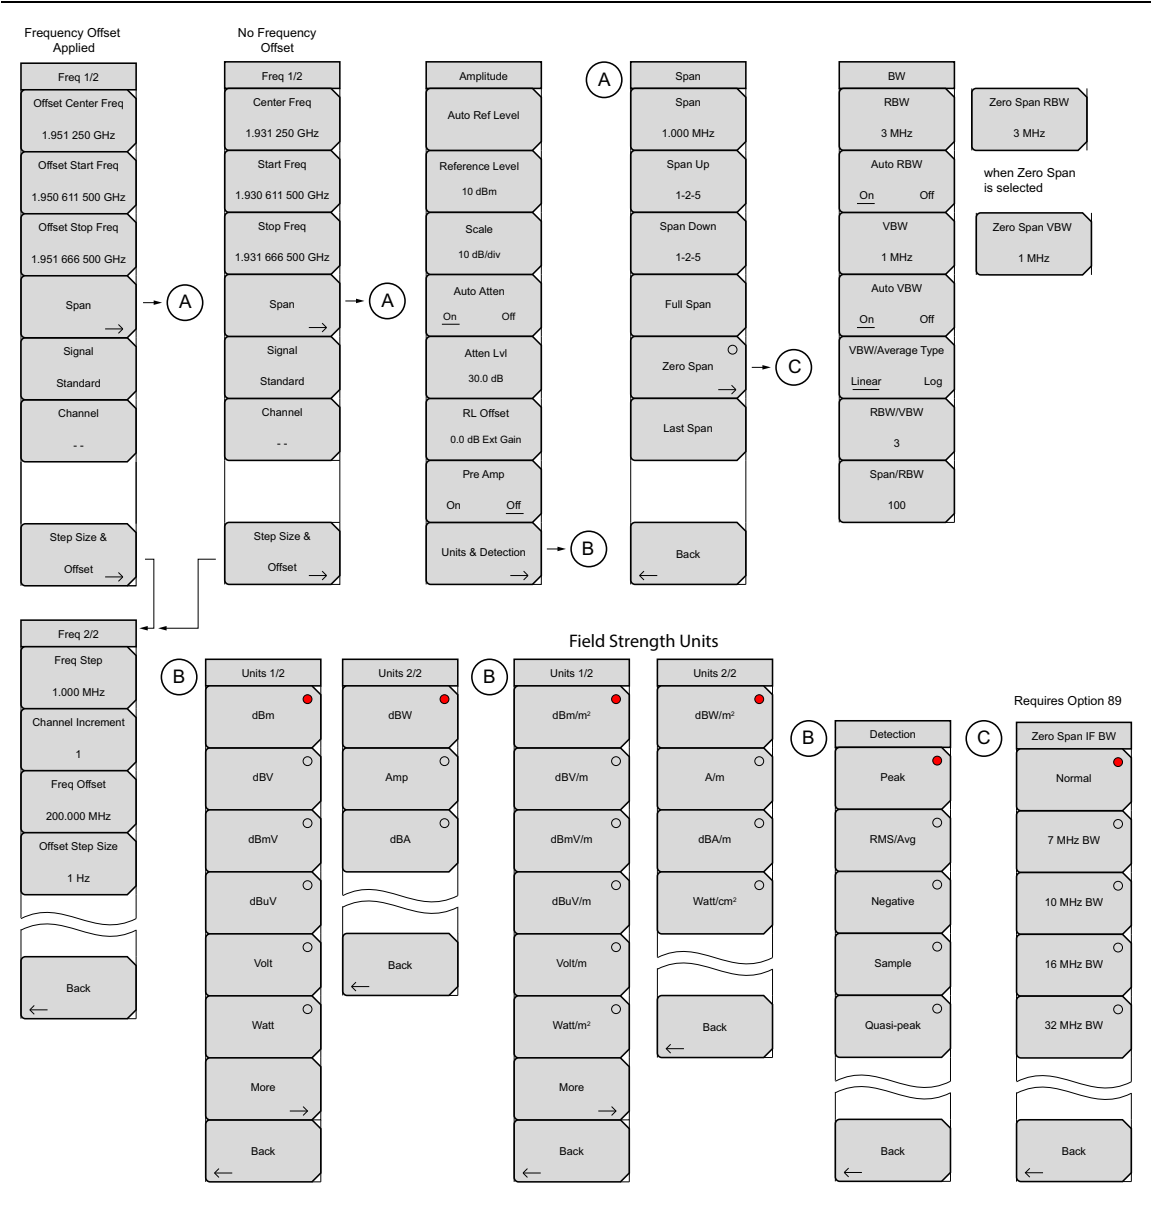 Frequency Offset
Applied
Freq 1/2
Offset Center Freq
1.951 250 GHz
Offset Start Freq
1.950 611 500 GHz
Offset Stop Freq
1.951 666 500 GHz
Span
A
Signal
Standard
Channel
- -
Step Size &
Offset
No Frequency
Offset
Freq 1/2
Center Freq
1.931 250 GHz
Start Freq
1.930 611 500 GHz
Stop Freq
1.931 666 500 GHz
Span
A
Signal
Standard
Channel
- -
Step Size &
Offset
Amplitude
Auto Ref Level
Reference Level
10 dBm
Scale
10 dB/div
Auto Atten
On Off
Atten Lvl
30.0 dB
RL Offset
0.0 dB Ext Gain
Pre Amp
On Off
Units & Detection
B
A
Span
Span
1.000 MHz
Span Up
1-2-5
Span Down
1-2-5
Full Span
Zero Span
C
Last Span
Back
BW
RBW
3 MHz
Auto RBW
On Off
VBW
1 MHz
Auto VBW
On Off
VBW/Average Type
Linear Log
RBW/VBW
3
Span/RBW
100
Zero Span RBW
3 MHz
when Zero Span
is selected
Zero Span VBW
1 MHz
Freq 2/2
Freq Step
1.000 MHz
Channel Increment
1
Freq Offset
200.000 MHz
Offset Step Size
1 Hz
Back
B
Units 1/2
dBm
dBV
dBmV
dBuV
Volt
Watt
More
Back
Units 2/2
dBW
Amp
dBA
Back
Field Strength Units
B
Units 1/2
dBm/m²
dBV/m
dBmV/m
dBuV/m
Volt/m
Watt/m²
More
Back
Units 2/2
dBW/m²
A/m
dBA/m
Watt/cm²
Back
B
Detection
Peak
RMS/Avg
Negative
Sample
Quasi-peak
Back
Requires Option 89
C
Zero Span IF BW
Normal
7 MHz BW
10 MHz BW
16 MHz BW
32 MHz BW
Back